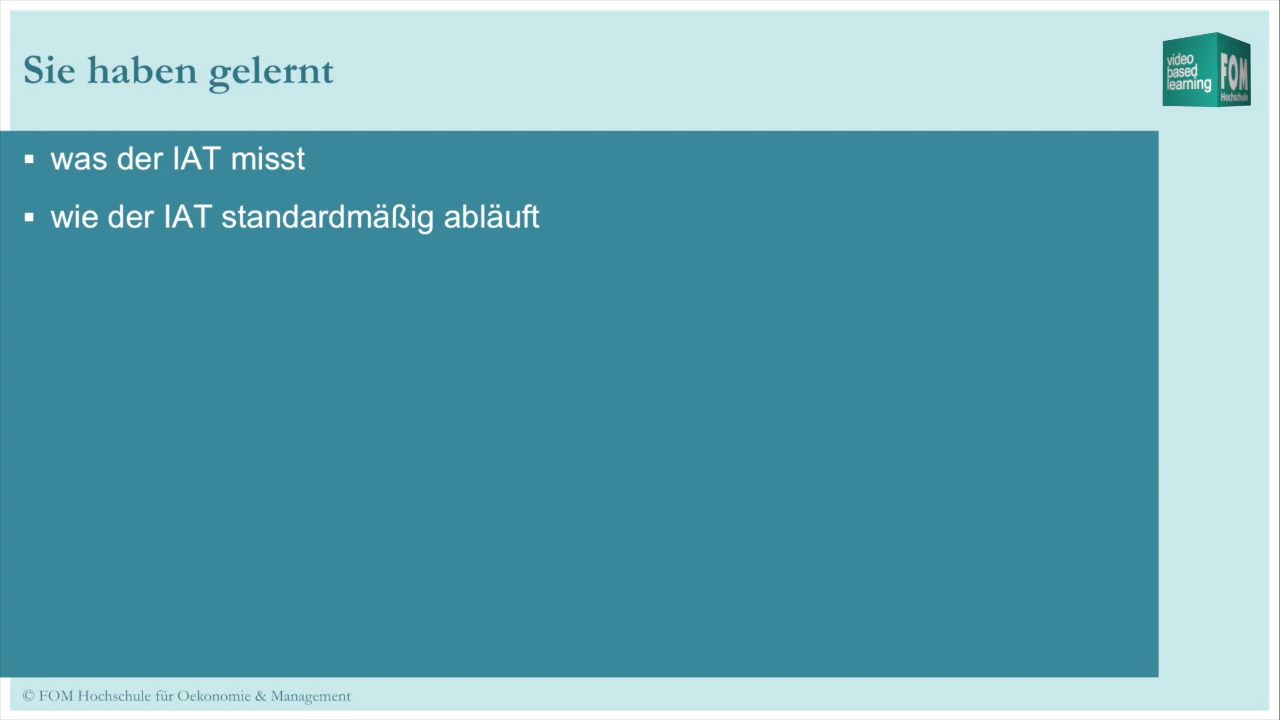 Sie haben gelernt
video
based
learning
FOM
Hochschule
▪ was der IAT misst
▪ wie der IAT standardmäßig abläuft
© FOM Hochschule für Oekonomie & Management